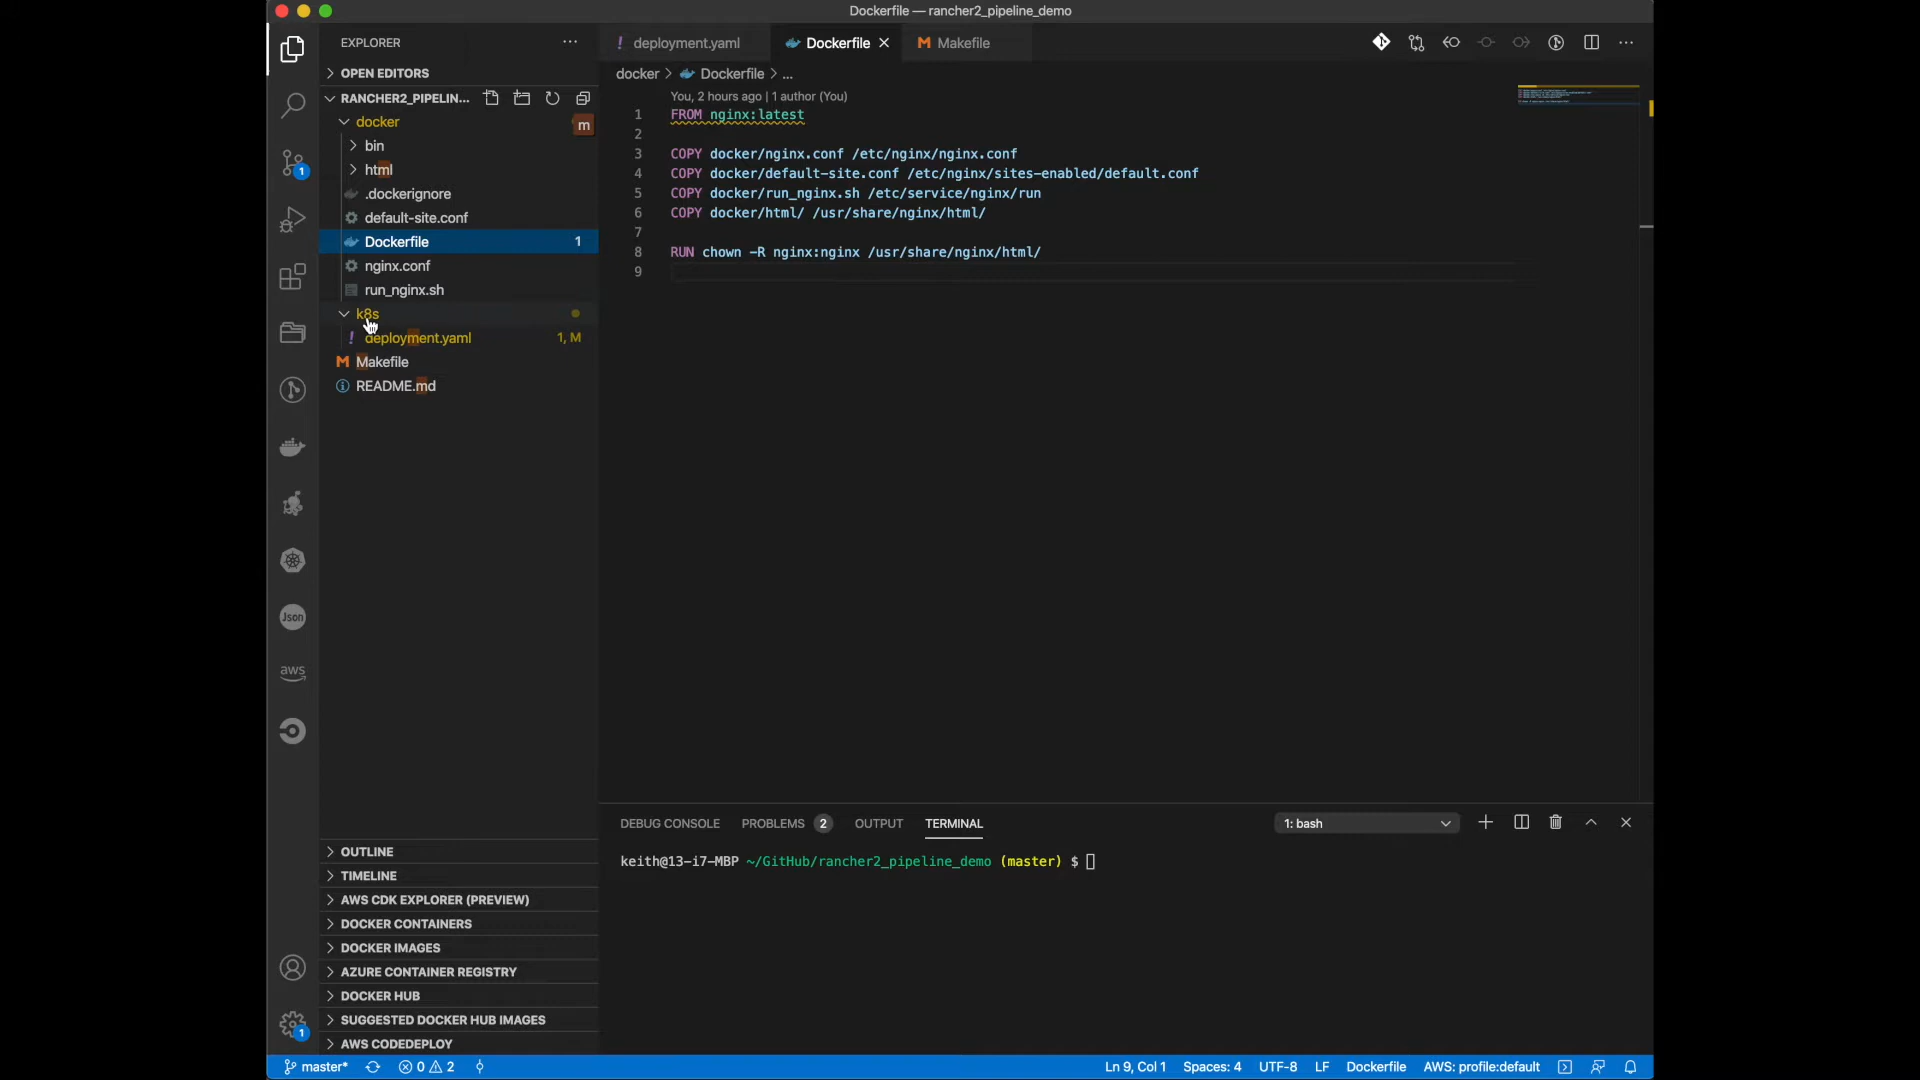 Dockerfile — rancher2_pipeline_demo
EXPLORER
OPEN EDITORS
RANCHER2_PIPELIN...
docker
m
bin
html
.dockerignore
default-site.conf
Dockerfile 1
nginx.conf
run_nginx.sh
k8s
deployment.yaml 1, M
M Makefile
README.md
1
Json
aws
1
OUTLINE
TIMELINE
AWS CDK EXPLORER (PREVIEW)
DOCKER CONTAINERS
DOCKER IMAGES
AZURE CONTAINER REGISTRY
DOCKER HUB
SUGGESTED DOCKER HUB IMAGES
AWS CODEDEPLOY
! deployment.yaml Dockerfile M Makefile
docker > Dockerfile > ...
You, 2 hours ago | 1 author (You)
1 FROM nginx:latest
2
3 COPY docker/nginx.conf /etc/nginx/nginx.conf
4 COPY docker/default-site.conf /etc/nginx/sites-enabled/default.conf
5 COPY docker/run_nginx.sh /etc/service/nginx/run
6 COPY docker/html/ /usr/share/nginx/html/
7
8 RUN chown -R nginx:nginx /usr/share/nginx/html/
9
DEBUG CONSOLE PROBLEMS 2 OUTPUT TERMINAL 1: bash
keith@13-i7-MBP ~/GitHub/rancher2_pipeline_demo (master) $
master* 0 2 Ln 9, Col 1 Spaces: 4 UTF-8 LF Dockerfile AWS: profile:default